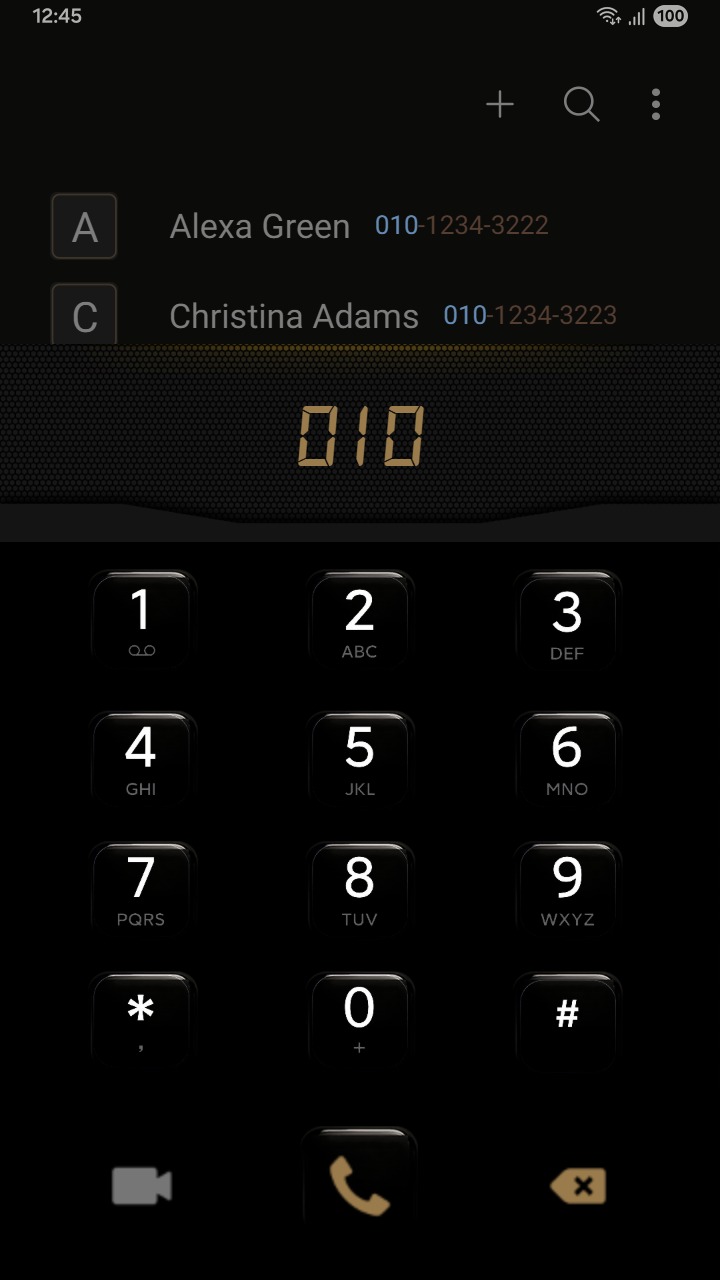 12:45 100
A Alexa Green 010-1234-3222
C Christina Adams 010-1234-3223
010
1 2 3
ABC DEF
4 5 6
GHI JKL MNO
7 8 9
PQRS TUV WXYZ
* 0 #
, +